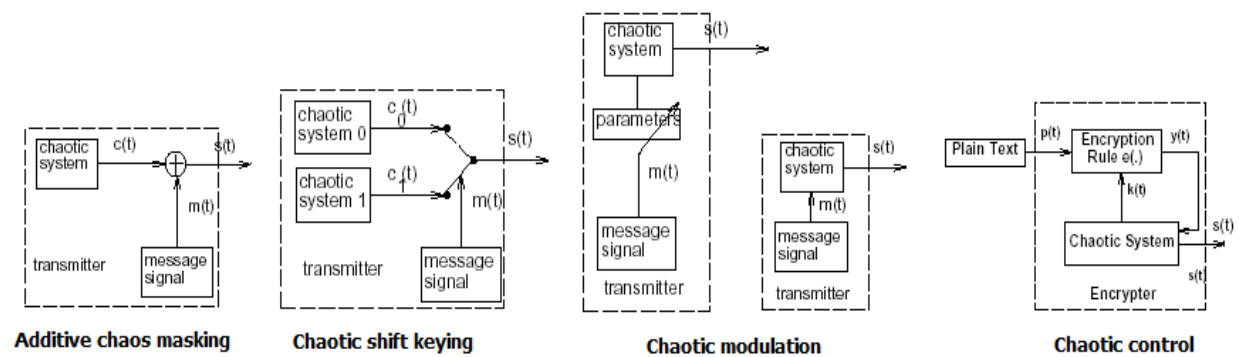 chaotic
system
c(t)
s(t)
m(t)
message
signal
transmitter
Additive chaos masking
chaotic
system 0
c_0(t)
chaotic
system 1
c_1(t)
s(t)
m(t)
message
signal
transmitter
Chaotic shift keying
chaotic
system
s(t)
parameters
m(t)
message
signal
transmitter
chaotic
system
s(t)
m(t)
message
signal
transmitter
Chaotic modulation
Plain Text
p(t)
Encryption
Rule e(.)
y(t)
k(t)
Chaotic System
s(t)
s(t)
Encrypter
Chaotic control